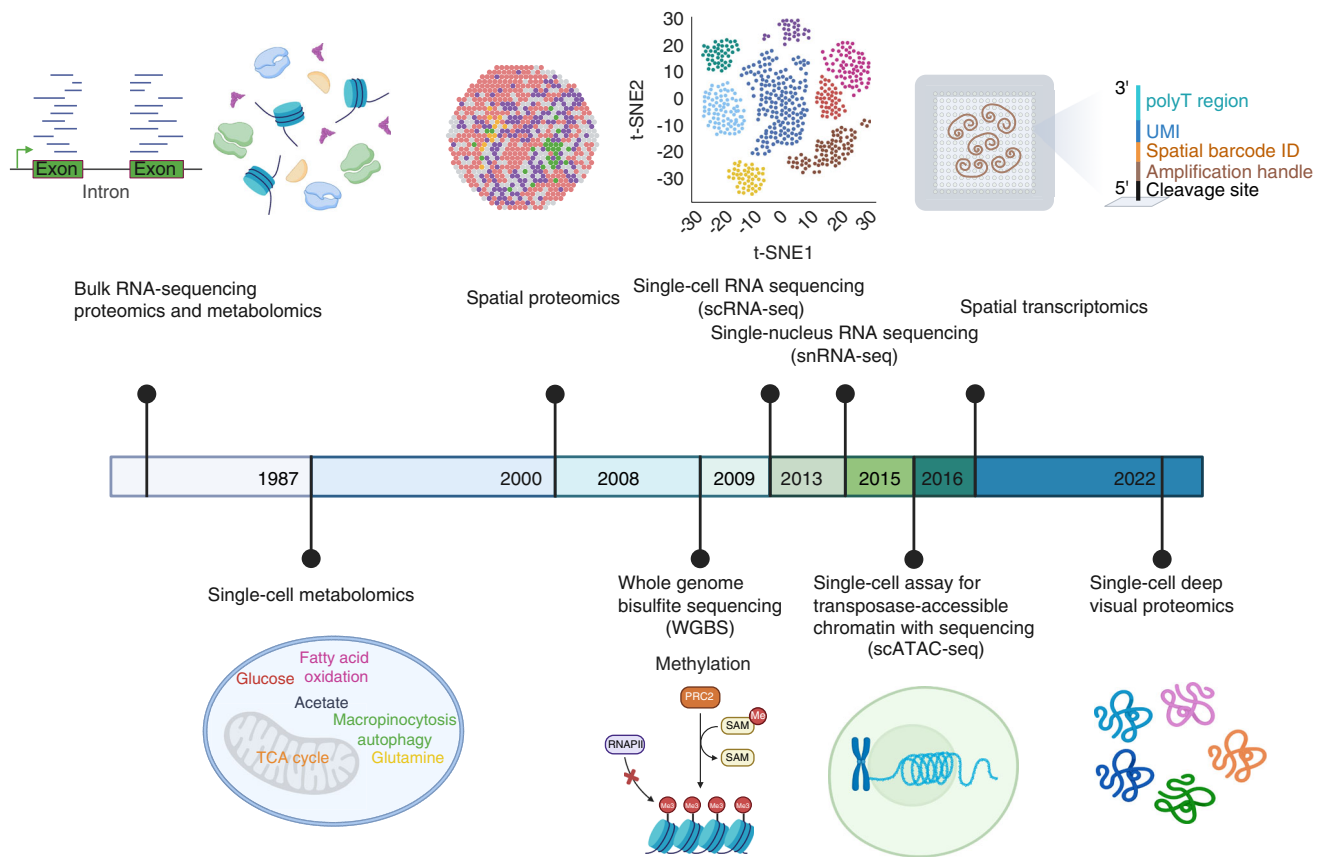 Exon
Exon
Intron
t-SNE2
30
20
10
0
-10
-20
-30
-30
-20
-10
0
10
20
30
t-SNE1
3'
polyT region
UMI
Spatial barcode ID
Amplification handle
5'
Cleavage site
Bulk RNA-sequencing
proteomics and metabolomics
Spatial proteomics
Single-cell RNA sequencing
(scRNA-seq)
Single-nucleus RNA sequencing
(snRNA-seq)
Spatial transcriptomics
1987
2000
2008
2009
2013
2015
2016
2022
Single-cell metabolomics
Fatty acid
oxidation
Glucose
Acetate
Macropinocytosis
autophagy
TCA cycle
Glutamine
Whole genome
bisulfite sequencing
(WGBS)
Methylation
PRC2
Me
SAM
RNAPII
SAM
Me3
Me3
Me3
Me3
Single-cell assay for
transposase-accessible
chromatin with sequencing
(scATAC-seq)
Single-cell deep
visual proteomics